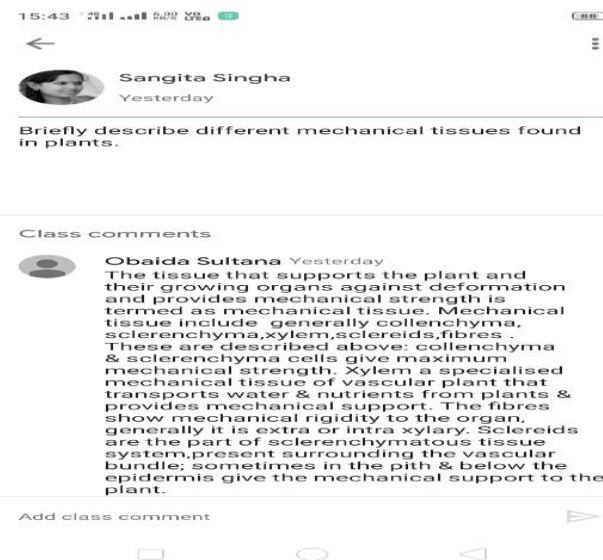 15:43
Sangita Singha
Yesterday
Briefly describe different mechanical tissues found
in plants.
Class comments
Obaida Sultana Yesterday
The tissue that supports the plant and
their growing organs against deformation
and provides mechanical strength is
termed as mechanical tissue. Mechanical
tissue include generally collenchyma,
sclerenchyma,xylem,sclereids,fibres .
These are described above: collenchyma
& sclerenchyma cells give maximum
mechanical strength. Xylem a specialised
mechanical tissue of vascular plant that
transports water & nutrients from plants &
provides mechanical support. The fibres
show mechanical rigidity to the organ,
generally it is extra or intra xylary. Sclereids
are the part of sclerenchymatous tissue
system,present surrounding the vascular
bundle; sometimes in the pith & below the
epidermis give the mechanical support to the
plant.
Add class comment